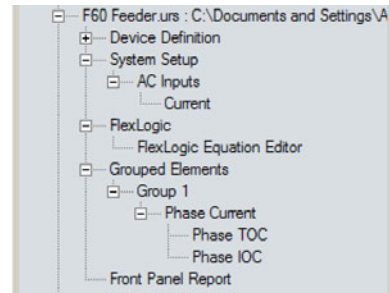 F60 Feeder.urs : C:\Documents and Settings\A
Device Definition
System Setup
AC Inputs
Current
FlexLogic
FlexLogic Equation Editor
Grouped Elements
Group 1
Phase Current
Phase TOC
Phase IOC
Front Panel Report